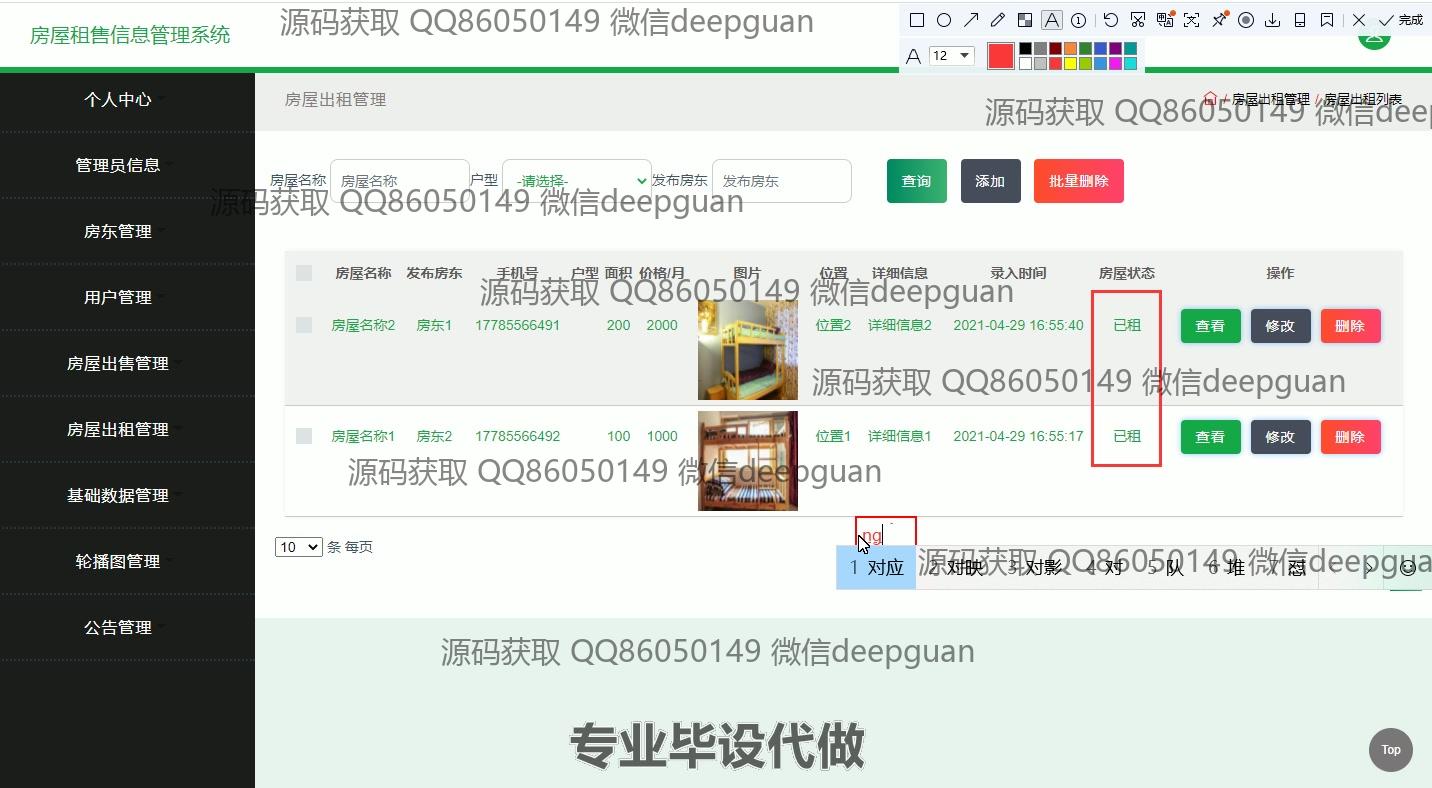 房屋租售信息管理系统
源码获取 QQ86050149 微信deepguan
完成
A 12
个人中心
管理员信息
房东管理
用户管理
房屋出售管理
房屋出租管理
基础数据管理
轮播图管理
公告管理
房屋出租管理
/ 房屋出租管理 / 房屋出租列表
源码获取 QQ86050149 微信deep
房屋名称 房屋名称 户型 -请选择- 发布房东 发布房东 查询 添加 批量删除
源码获取 QQ86050149 微信deepguan
房屋名称 发布房东 手机号 户型 面积 价格/月 图片 位置 详细信息 录入时间 房屋状态 操作
源码获取 QQ86050149 微信deepguan
房屋名称2 房东1 17785566491 200 2000 位置2 详细信息2 2021-04-29 16:55:40 已租 查看 修改 删除
源码获取 QQ86050149 微信deepguan
房屋名称1 房东2 17785566492 100 1000 位置1 详细信息1 2021-04-29 16:55:17 已租 查看 修改 删除
源码获取 QQ86050149 微信deepguan
ng
10 条 每页
1 对应 2 对映 3 对影 4 对 5 队 6 堆 7 怼
源码获取 QQ86050149 微信deepgua
源码获取 QQ86050149 微信deepguan
专业毕设代做
Top